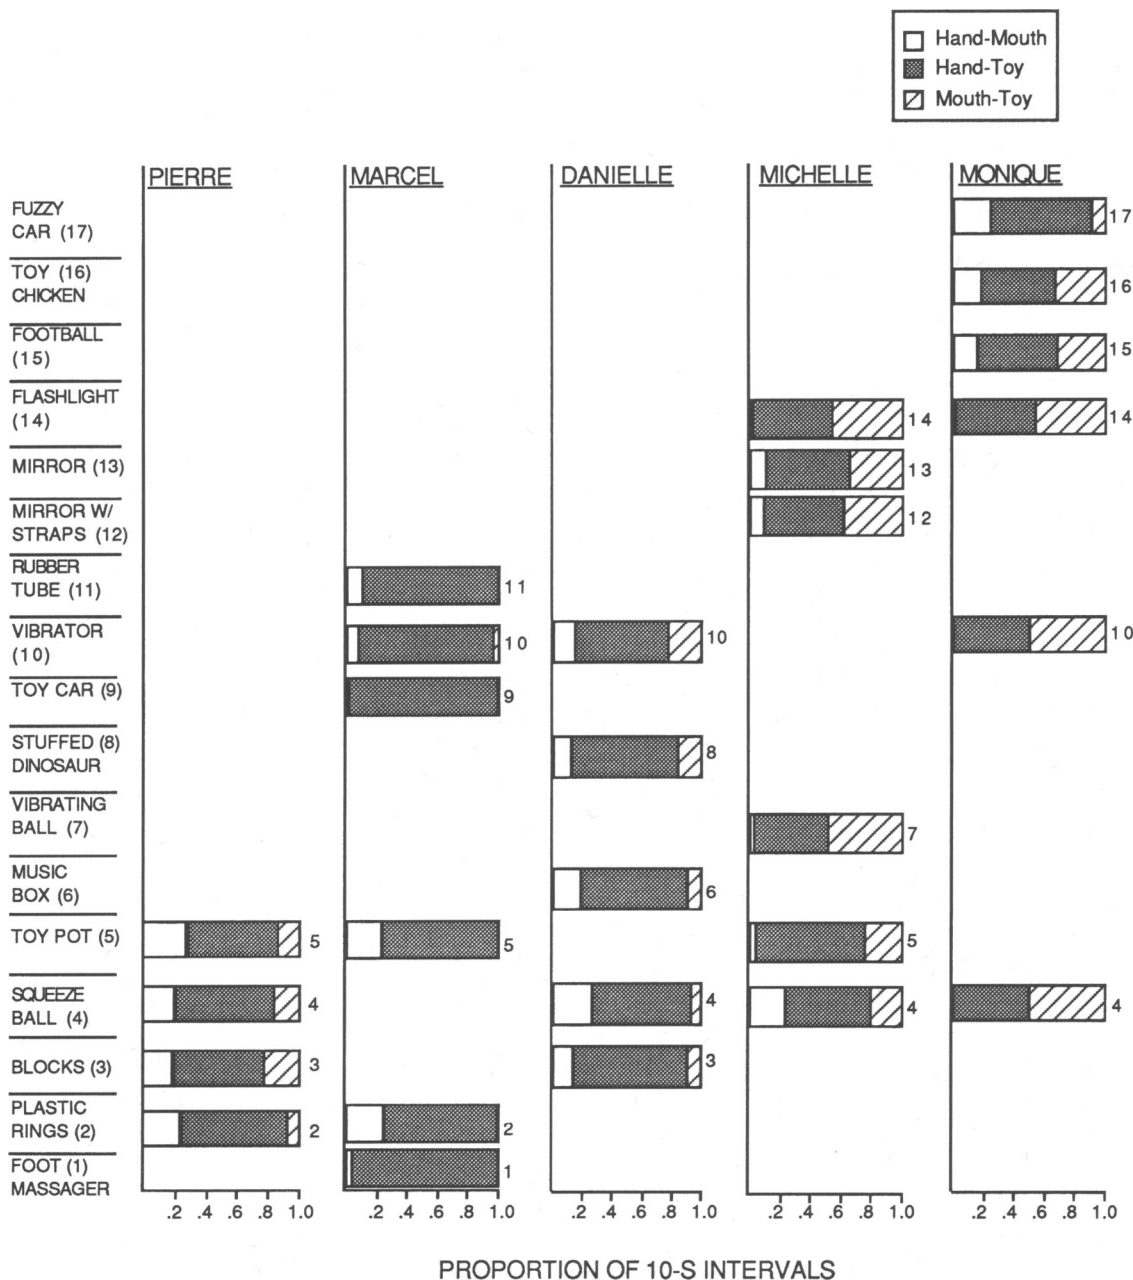 Hand-Mouth
Hand-Toy
Mouth-Toy
PIERRE MARCEL DANIELLE MICHELLE MONIQUE
FUZZY
CAR (17) 17
TOY (16)
CHICKEN 16
FOOTBALL
(15) 15
FLASHLIGHT
(14) 14 14
MIRROR (13) 13
MIRROR W/
STRAPS (12) 12
RUBBER
TUBE (11) 11
VIBRATOR
(10) 10 10 10
TOY CAR (9) 9
STUFFED (8)
DINOSAUR 8
VIBRATING
BALL (7) 7
MUSIC
BOX (6) 6
TOY POT (5) 5 5 5
SQUEEZE
BALL (4) 4 4 4 4
BLOCKS (3) 3 3
PLASTIC
RINGS (2) 2 2
FOOT (1)
MASSAGER 1
.2 .4 .6 .8 1.0 .2 .4 .6 .8 1.0 .2 .4 .6 .8 1.0 .2 .4 .6 .8 1.0 .2 .4 .6 .8 1.0
PROPORTION OF 10-S INTERVALS